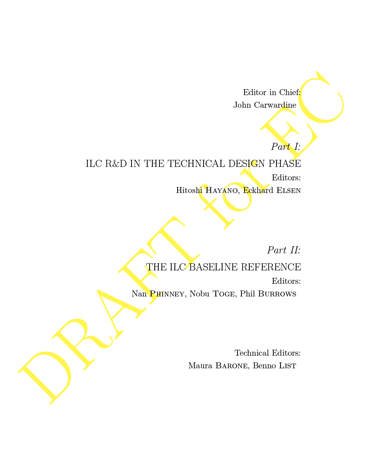 Editor in Chief:
John Carwardine
Part I:
ILC R&D IN THE TECHNICAL DESIGN PHASE
Editors:
Hitoshi HAYANO, Eckhard ELSEN
Part II:
THE ILC BASELINE REFERENCE
Editors:
Nan PHINNEY, Nobu TOGE, Phil BURROWS
Technical Editors:
Maura BARONE, Benno LIST
DRAFT for EC